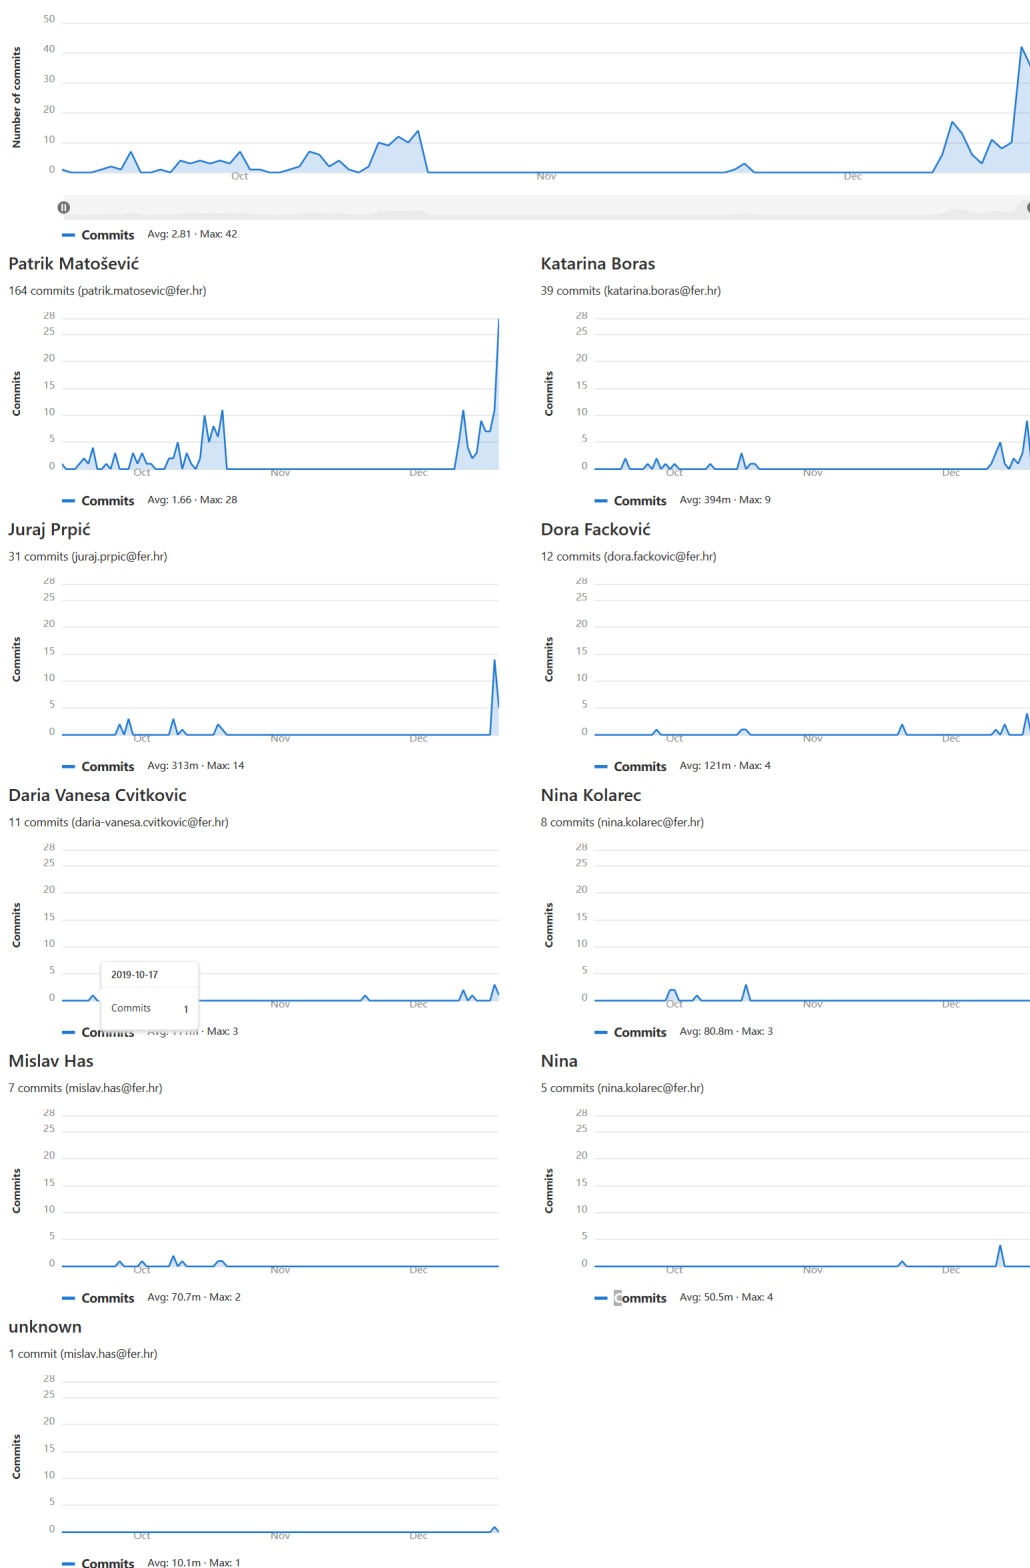 50
40
30
20
10
0
Number of commits
Oct
Nov
Dec
Commits Avg: 2.81 · Max: 42
Patrik Matošević
164 commits (patrik.matosevic@fer.hr)
28
25
20
15
10
5
0
Commits
Oct
Nov
Dec
Commits Avg: 1.66 · Max: 28
Katarina Boras
39 commits (katarina.boras@fer.hr)
28
25
20
15
10
5
0
Commits
Oct
Nov
Dec
Commits Avg: 394m · Max: 9
Juraj Prpić
31 commits (juraj.prpic@fer.hr)
28
25
20
15
10
5
0
Commits
Oct
Nov
Dec
Commits Avg: 313m · Max: 14
Dora Facković
12 commits (dora.fackovic@fer.hr)
28
25
20
15
10
5
0
Commits
Oct
Nov
Dec
Commits Avg: 121m · Max: 4
Daria Vanesa Cvitkovic
11 commits (daria-vanesa.cvitkovic@fer.hr)
28
25
20
15
10
5
0
Commits
2019-10-17
Commits 1
Nov
Dec
Commits Avg: 111m · Max: 3
Nina Kolarec
8 commits (nina.kolarec@fer.hr)
28
25
20
15
10
5
0
Commits
Oct
Nov
Dec
Commits Avg: 80.8m · Max: 3
Mislav Has
7 commits (mislav.has@fer.hr)
28
25
20
15
10
5
0
Commits
Oct
Nov
Dec
Commits Avg: 70.7m · Max: 2
Nina
5 commits (nina.kolarec@fer.hr)
28
25
20
15
10
5
0
Commits
Oct
Nov
Dec
Commits Avg: 50.5m · Max: 4
unknown
1 commit (mislav.has@fer.hr)
28
25
20
15
10
5
0
Commits
Oct
Nov
Dec
Commits Avg: 10.1m · Max: 1